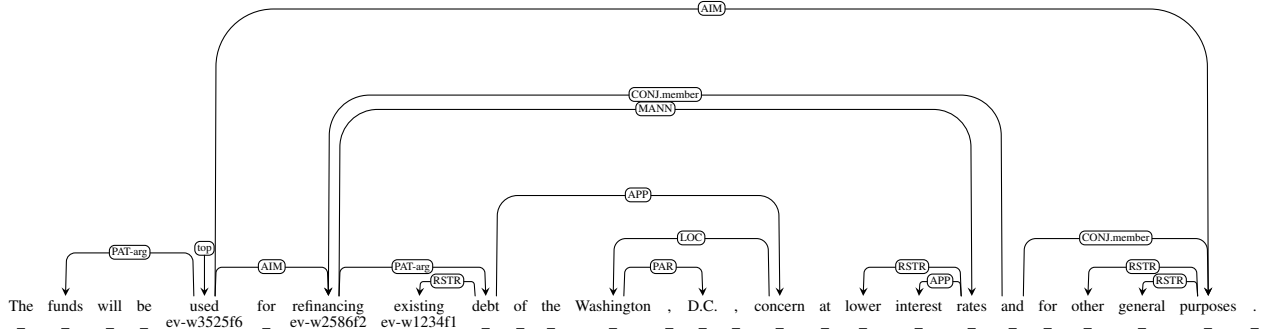 AIM
CONJ.member
MANN
APP
PAT-arg top LOC CONJ.member
AIM PAT-arg PAR RSTR RSTR
RSTR APP RSTR
The funds will be used for refinancing existing debt of the Washington , D.C. , concern at lower interest rates and for other general purposes .
_ _ _ _ ev-w3525f6 _ ev-w2586f2 ev-w1234f1 _ _ _ _ _ _ _ _ _ _ _ _ _ _ _ _ _ _